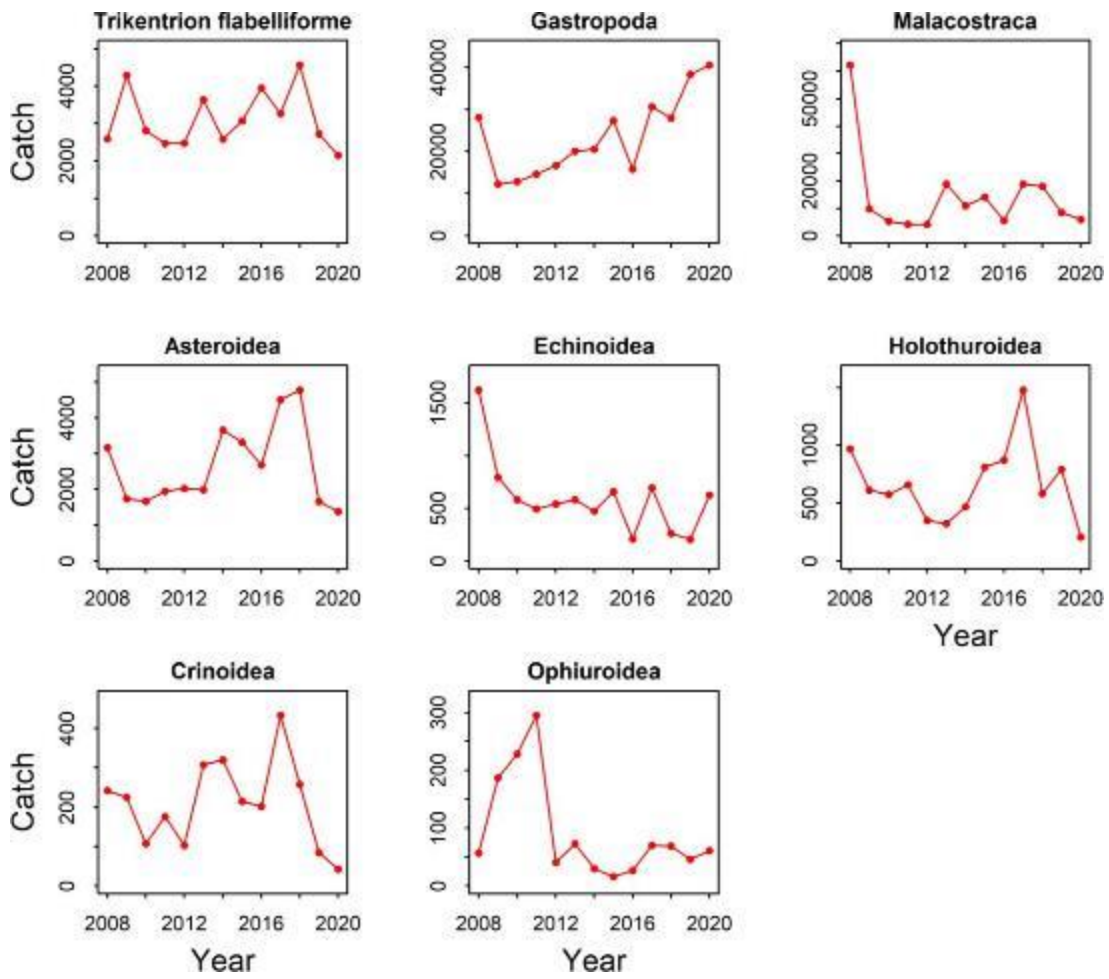 Trikentrion flabelliforme
Catch
0 2000 4000
2008 2012 2016 2020
Gastropoda
0 20000 40000
2008 2012 2016 2020
Malacostraca
0 20000 50000
2008 2012 2016 2020
Asteroidea
Catch
0 2000 4000
2008 2012 2016 2020
Echinoidea
0 500 1500
2008 2012 2016 2020
Holothuroidea
0 500 1000
2008 2012 2016 2020
Year
Crinoidea
Catch
0 200 400
2008 2012 2016 2020
Year
Ophiuroidea
0 100 200 300
2008 2012 2016 2020
Year